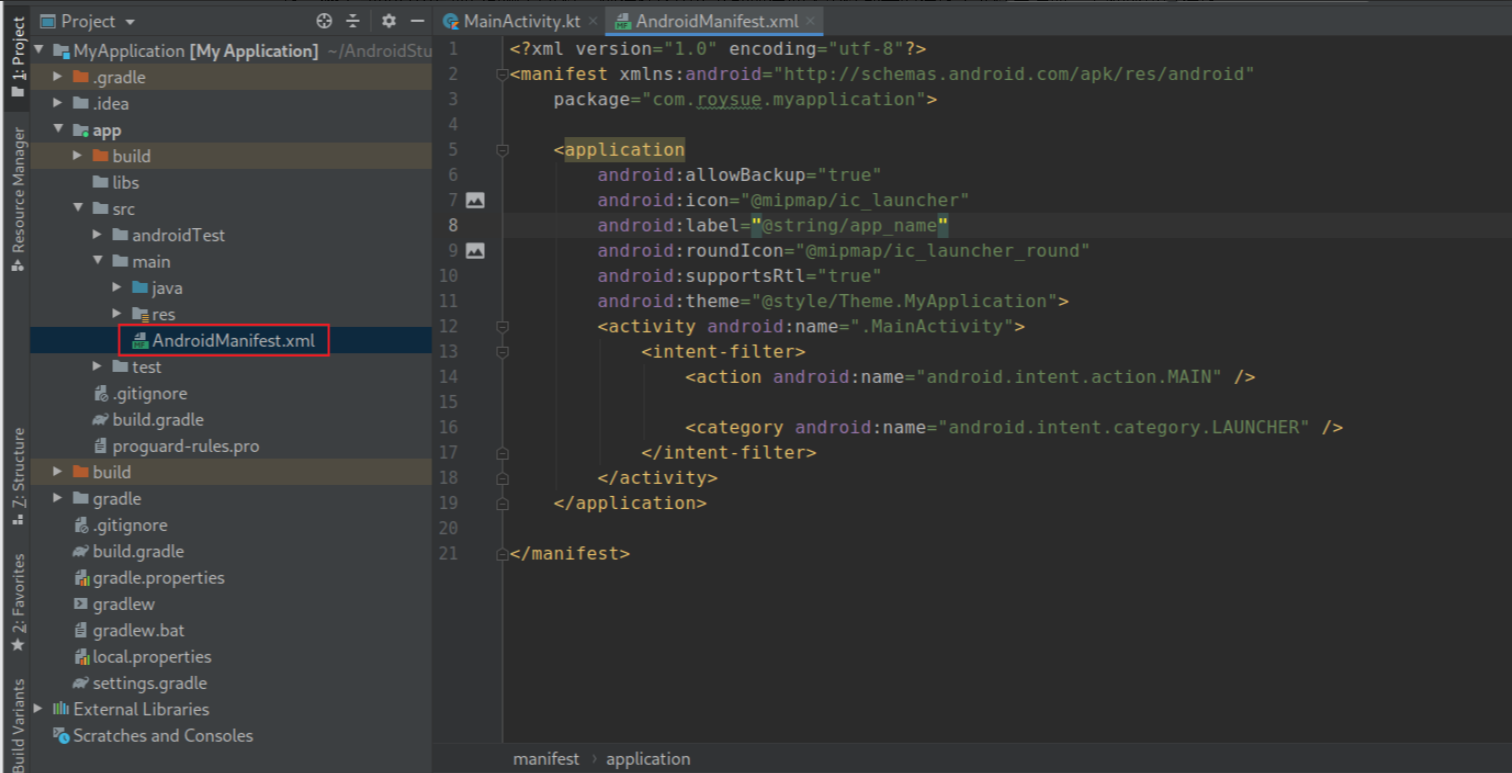 Project
MainActivity.kt
AndroidManifest.xml
1: Project
Resource Manager
Z: Structure
2: Favorites
Build Variants
MyApplication [My Application] ~/AndroidStu
.gradle
.idea
app
build
libs
src
androidTest
main
java
res
AndroidManifest.xml
test
.gitignore
build.gradle
proguard-rules.pro
build
gradle
.gitignore
build.gradle
gradle.properties
gradlew
gradlew.bat
local.properties
settings.gradle
External Libraries
Scratches and Consoles
1 <?xml version="1.0" encoding="utf-8"?>
2 <manifest xmlns:android="http://schemas.android.com/apk/res/android"
3 package="com.roysue.myapplication">
4
5 <application
6 android:allowBackup="true"
7 android:icon="@mipmap/ic_launcher"
8 android:label="@string/app_name"
9 android:roundIcon="@mipmap/ic_launcher_round"
10 android:supportsRtl="true"
11 android:theme="@style/Theme.MyApplication">
12 <activity android:name=".MainActivity">
13 <intent-filter>
14 <action android:name="android.intent.action.MAIN" />
15
16 <category android:name="android.intent.category.LAUNCHER" />
17 </intent-filter>
18 </activity>
19 </application>
20
21 </manifest>
manifest › application